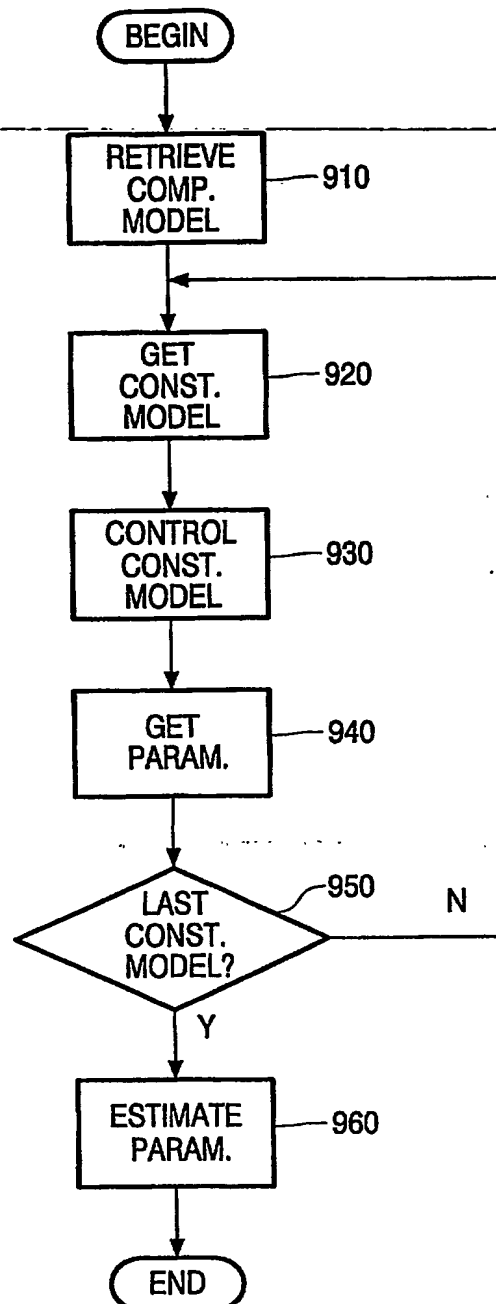 BEGIN
RETRIEVE
COMP.
MODEL
910
GET
CONST.
MODEL
920
CONTROL
CONST.
MODEL
930
GET
PARAM.
940
LAST
CONST.
MODEL?
950
N
Y
ESTIMATE
PARAM.
960
END